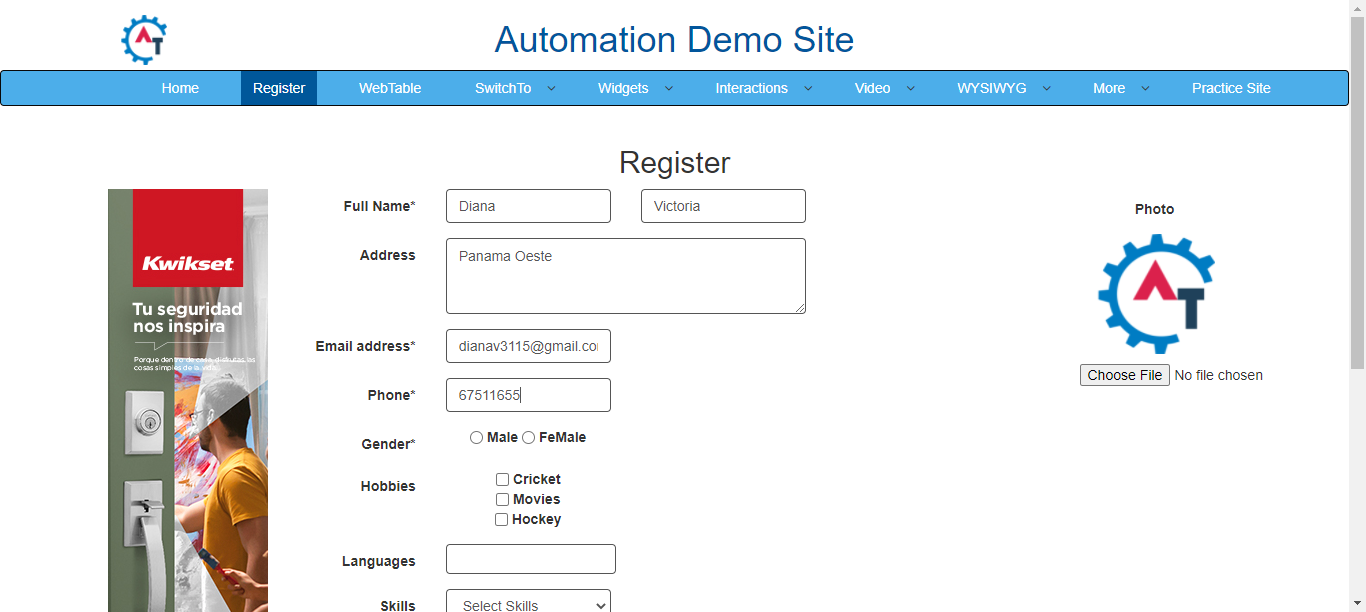 AT
Automation Demo Site
Home Register WebTable SwitchTo Widgets Interactions Video WYSIWYG More Practice Site
Register
Full Name* Diana Victoria
Photo
Address Panama Oeste
AT
Kwikset
Tu seguridad
nos inspira
Email address* dianav3115@gmail.co
Porque dentro de casa, disfrutas las
cosas simples de la vida.
Choose File No file chosen
Phone* 67511655
Gender* Male FeMale
Hobbies Cricket
Movies
Hockey
Languages
Skills Select Skills